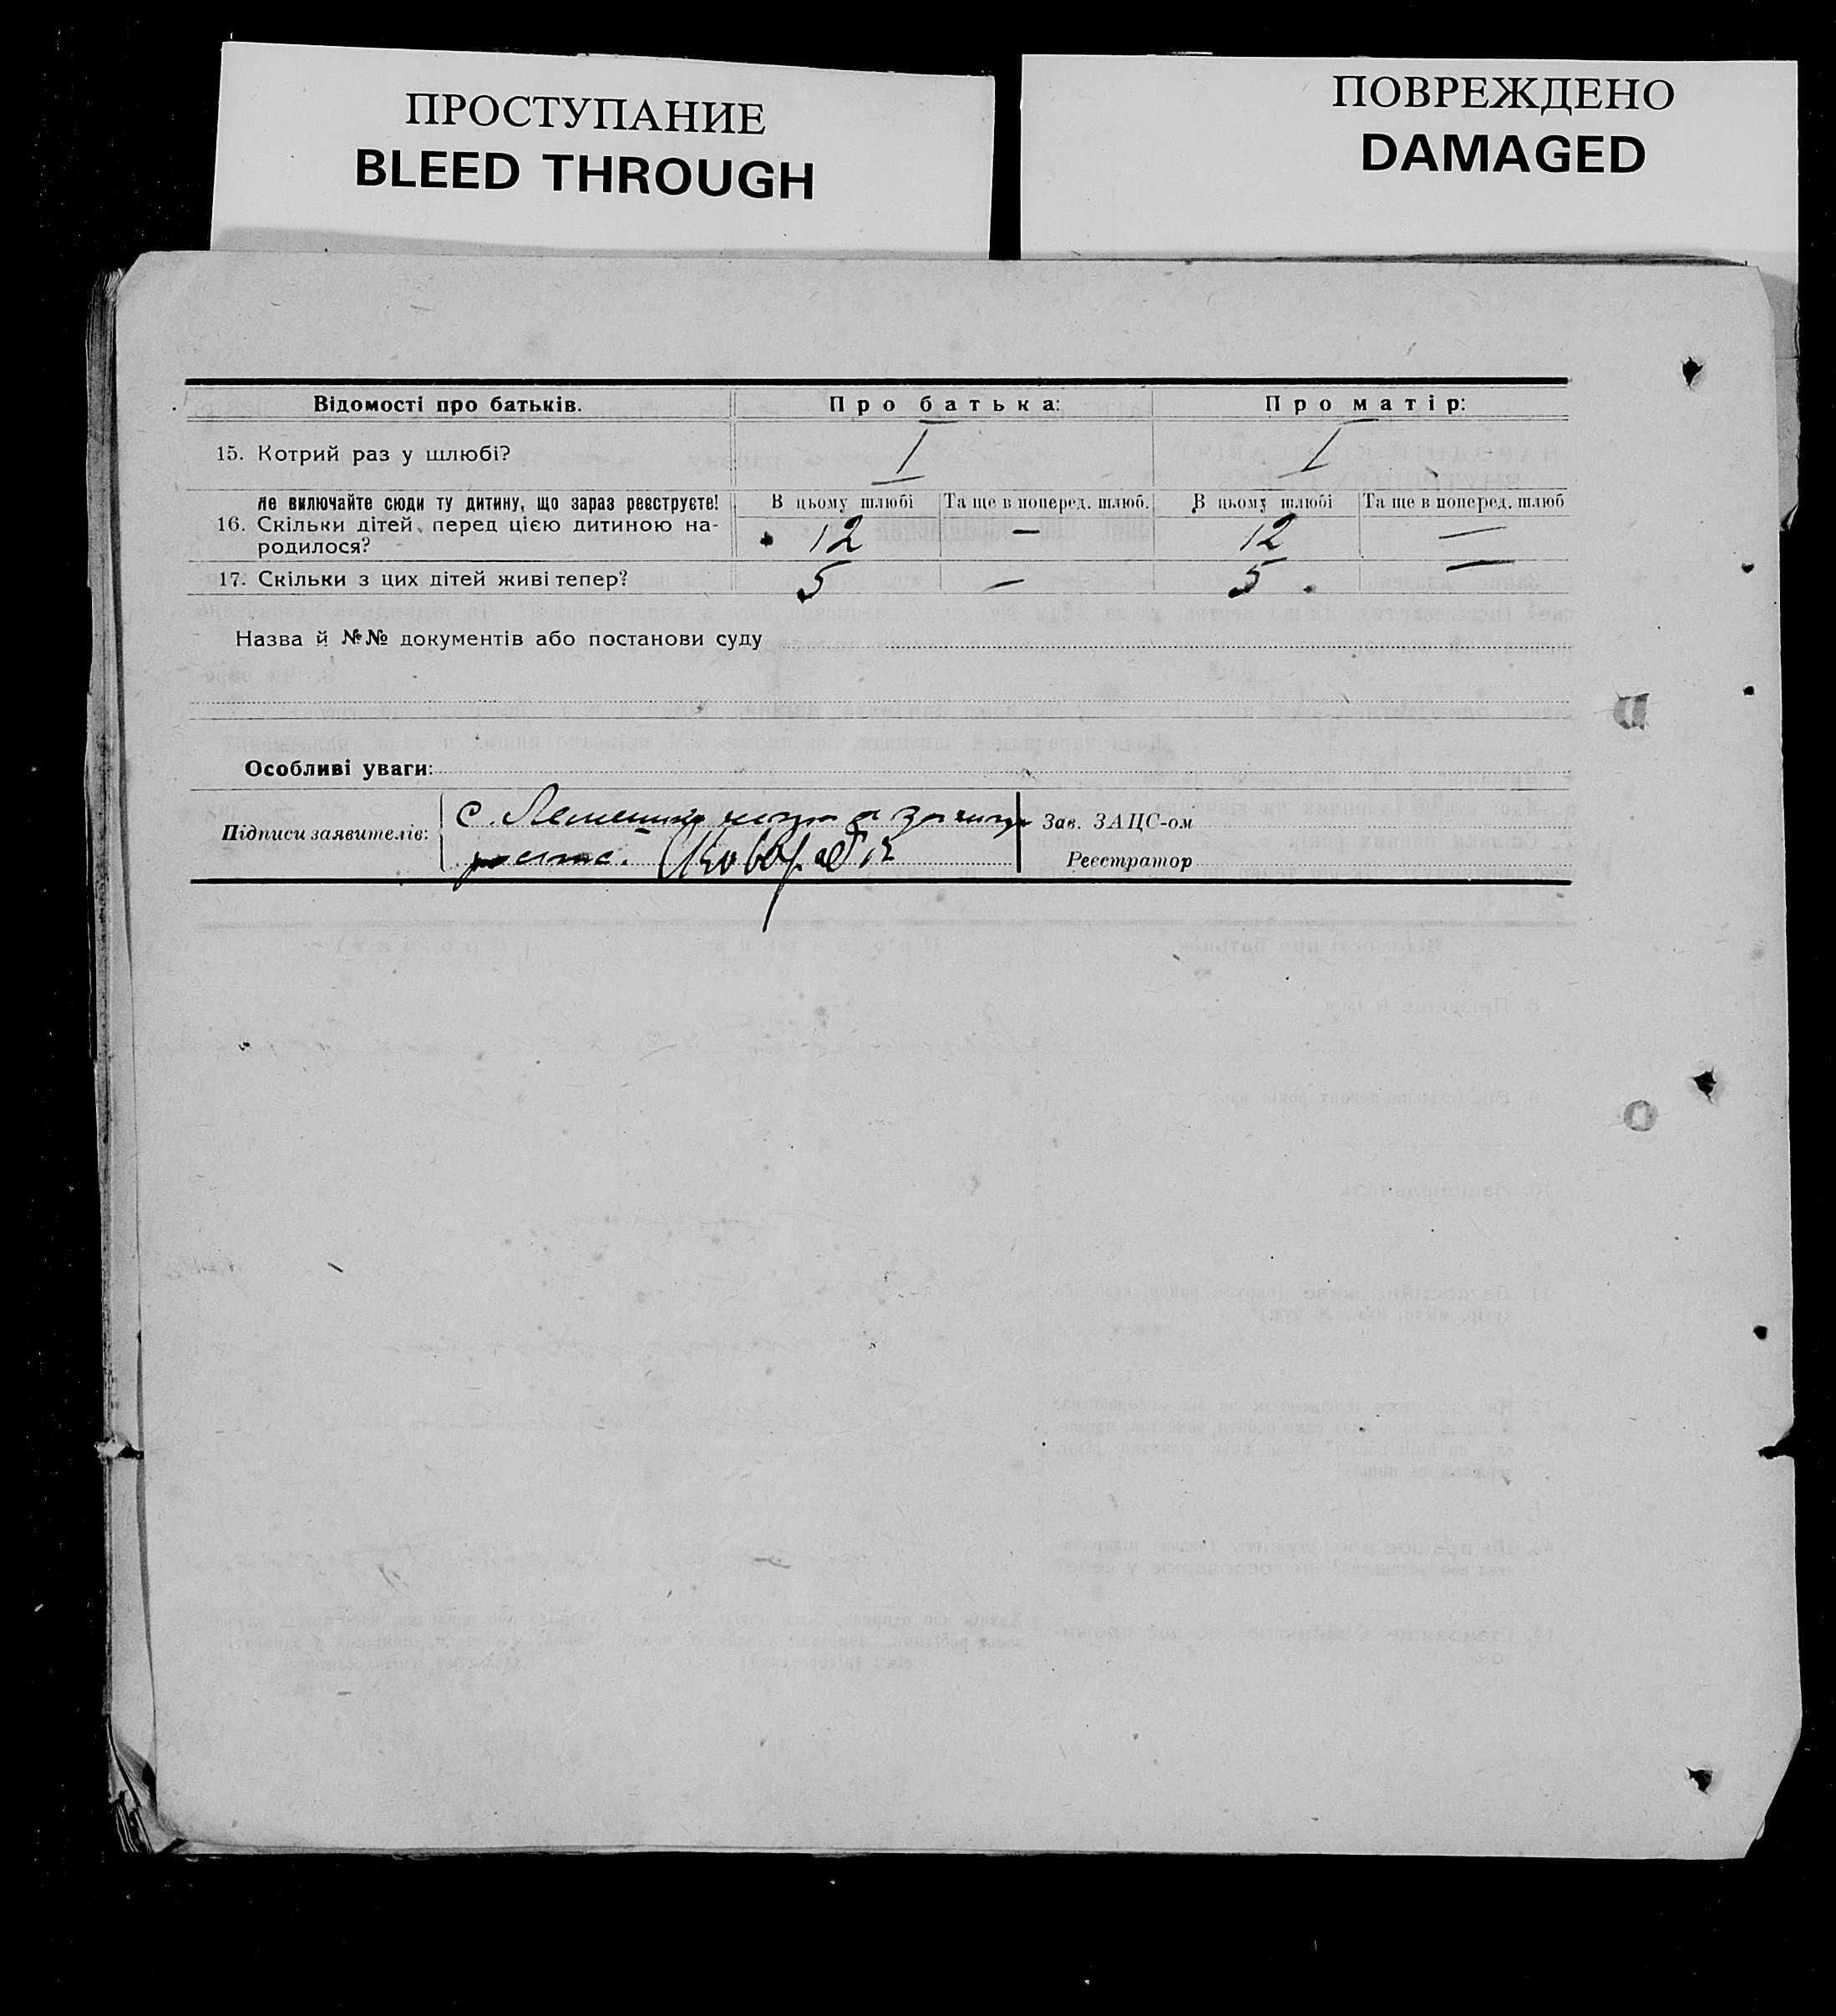 ПРОСТУПАНИЕ
BLEED THROUGH
ПОВРЕЖДЕНО
DAMAGED
Відомості про батьків. Про батька: Про матір:
15. Котрий раз у шлюбі? I I
Не включайте сюди ту дитину, що зараз реєструєте! В цьому шлюбі Та ще в поперед. шлюб. В цьому шлюбі Та ще в поперед. шлюб
16. Скільки дітей перед цією дитиною на- 12 — 12 —
родилося?
17. Скільки з цих дітей живі тепер? 5 — 5 —
Назва й №№ документів або постанови суду
Особливі уваги:
Підписи заявителів: с. Зав. ЗАЦС-ом
Реєстратор